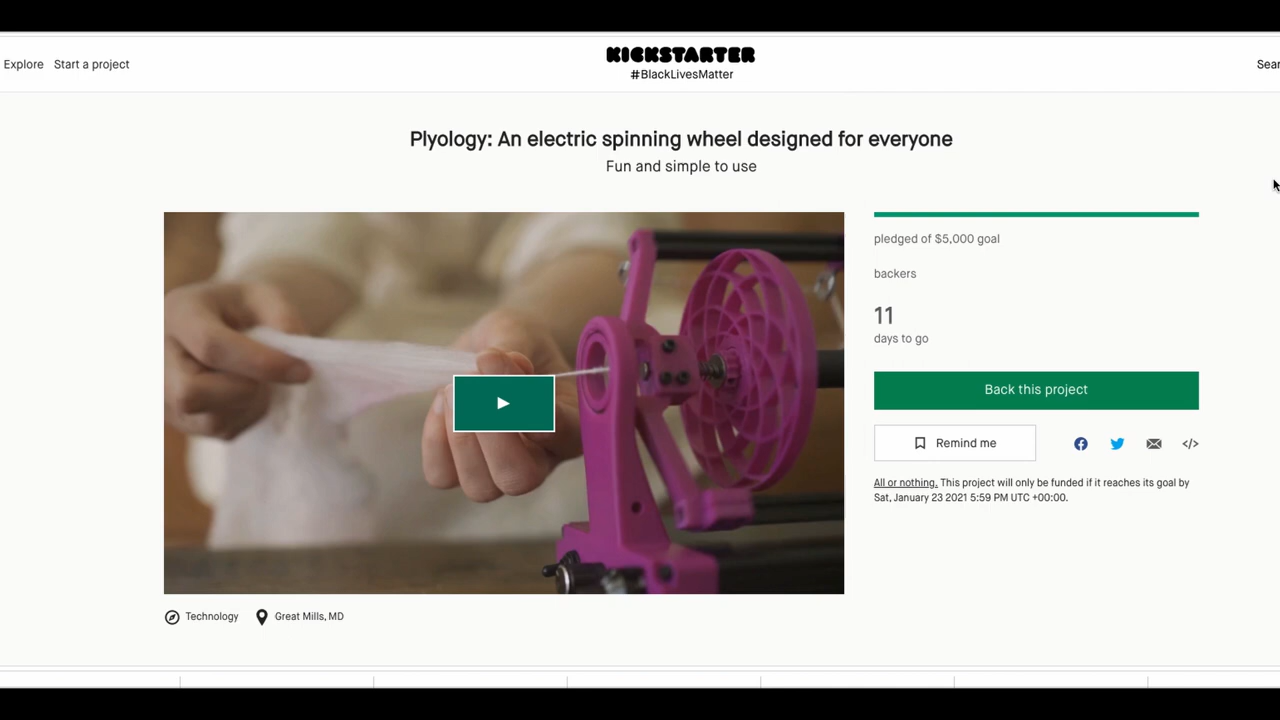 Explore Start a project
KICKSTARTER
#BlackLivesMatter
Plyology: An electric spinning wheel designed for everyone
Fun and simple to use
pledged of $5,000 goal
backers
11
days to go
Back this project
Remind me
All or nothing. This project will only be funded if it reaches its goal by
Sat, January 23 2021 5:59 PM UTC +00:00.
Technology Great Mills, MD